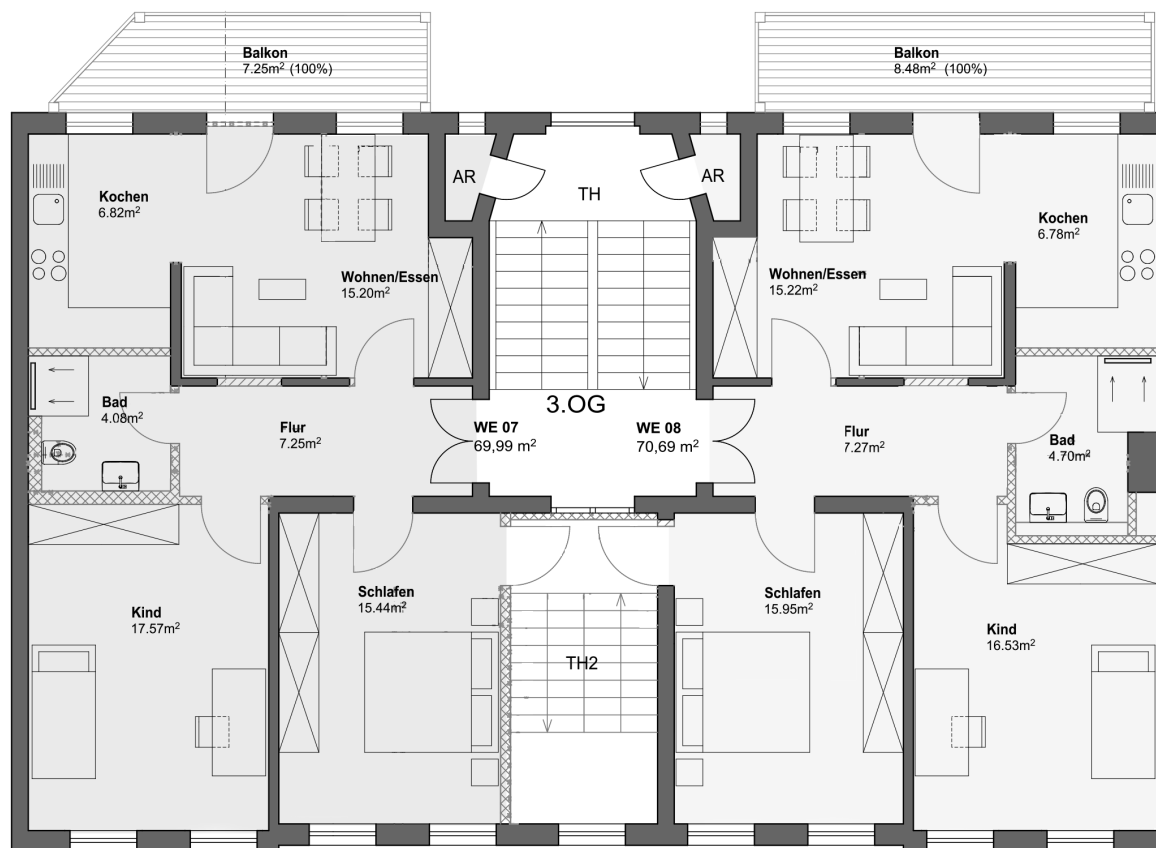 Balkon
7.25m² (100%)
Balkon
8.48m² (100%)
Kochen
6.82m²
AR
TH
AR
Kochen
6.78m²
Wohnen/Essen
15.20m²
Wohnen/Essen
15.22m²
Bad
4.08m²
Flur
7.25m²
3.OG
WE 07
69,99 m²
WE 08
70,69 m²
Flur
7.27m²
Bad
4.70m²
Kind
17.57m²
Schlafen
15.44m²
TH2
Schlafen
15.95m²
Kind
16.53m²